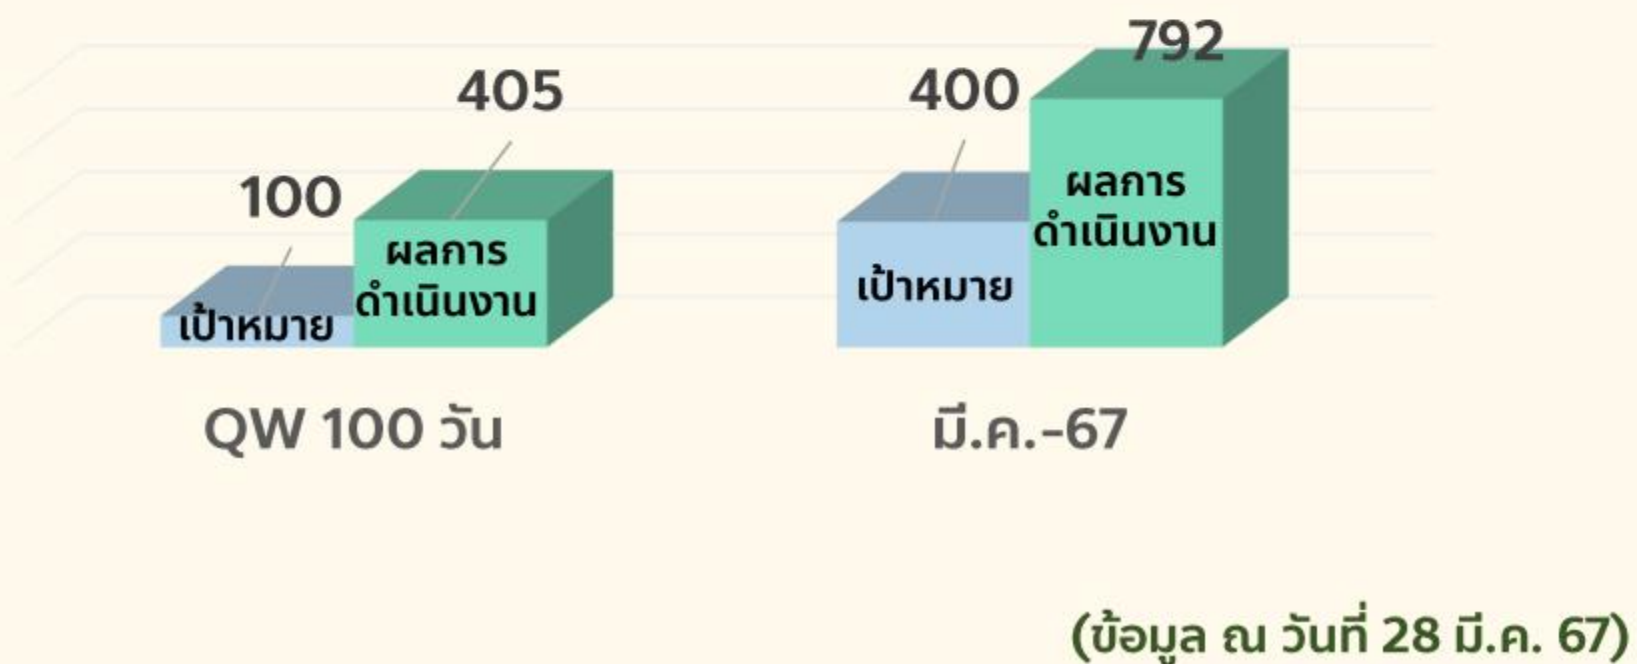 792
405
400
100
ผลการ
ดำเนินงาน
เป้าหมาย
ผลการ
ดำเนินงาน
เป้าหมาย
QW 100 วัน
มี.ค.-67
(ข้อมูล ณ วันที่ 28 มี.ค. 67)